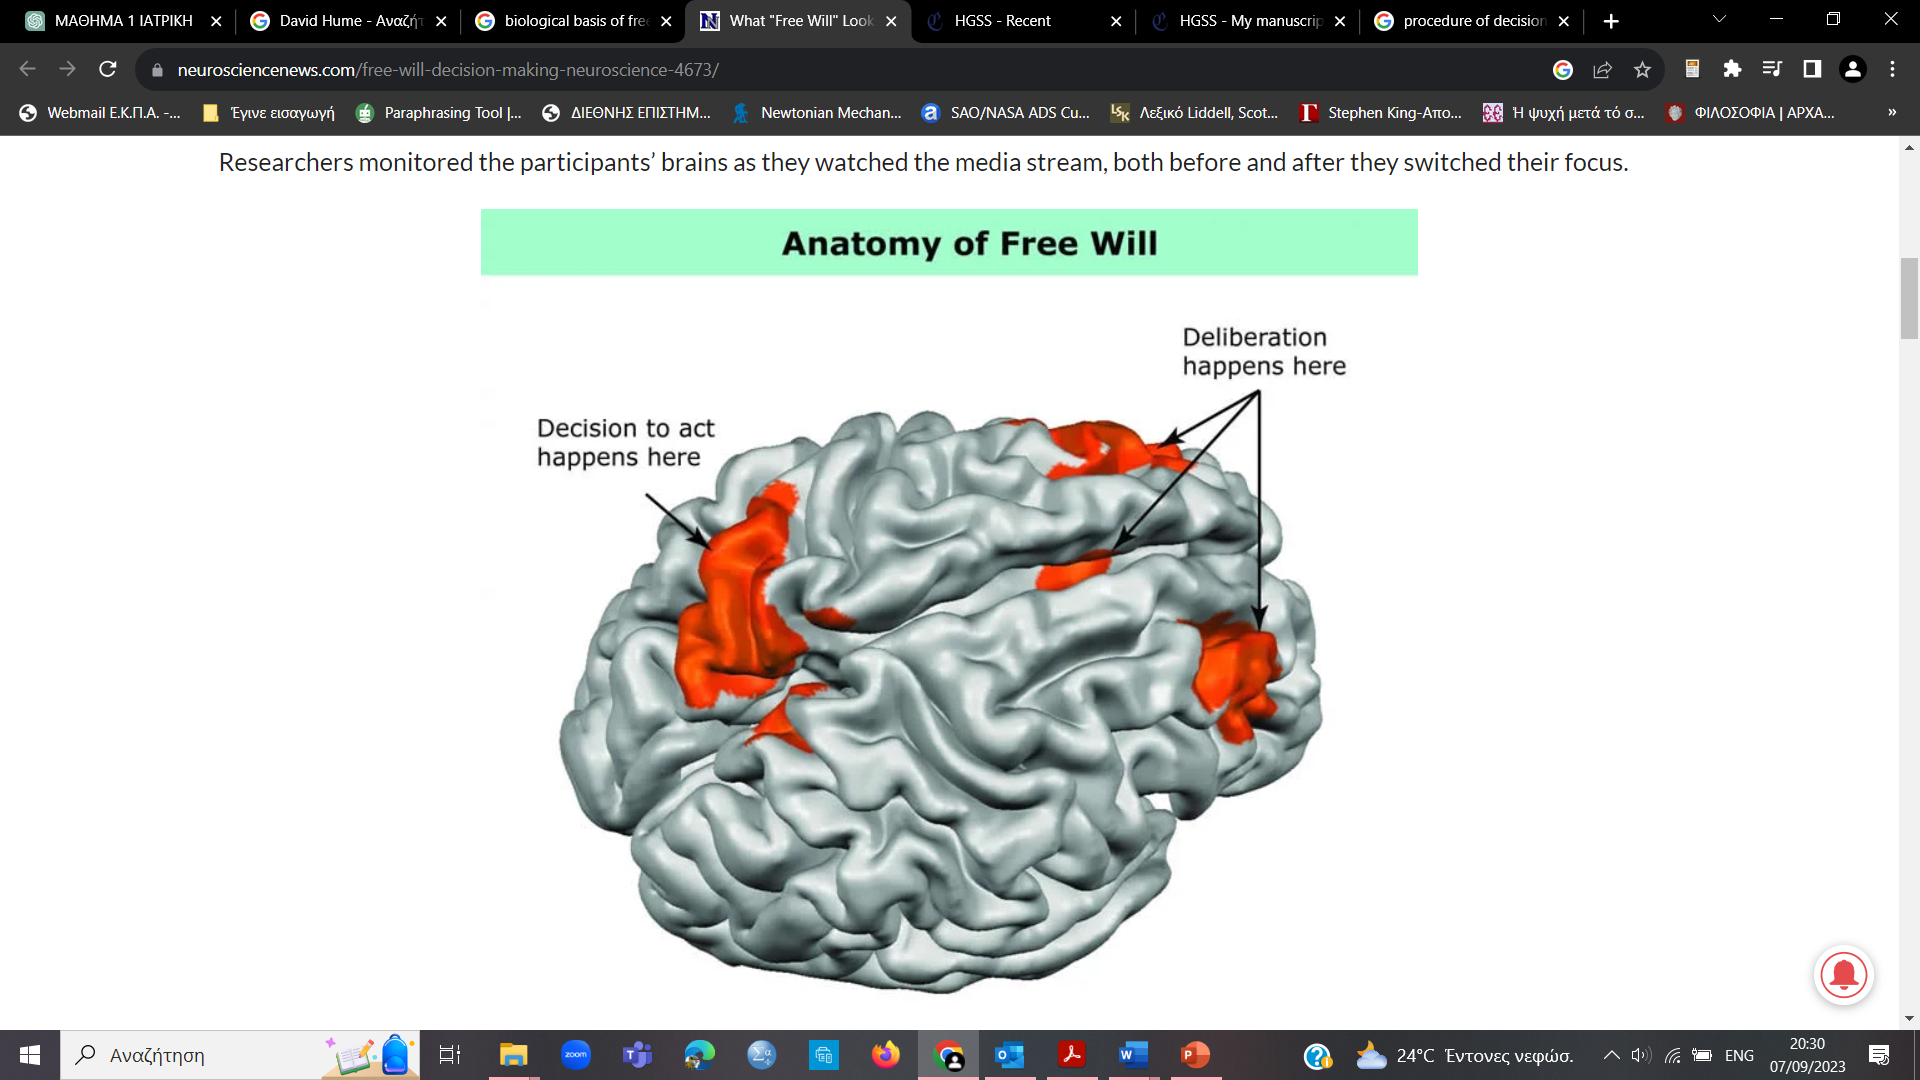 ΜΑΘΗΜΑ 1 ΙΑΤΡΙΚΗ
David Hume - Αναζήτ
biological basis of free
What "Free Will" Look
HGSS - Recent
HGSS - My manuscrip
procedure of decision
neurosciencenews.com/free-will-decision-making-neuroscience-4673/
Webmail Ε.Κ.Π.Α. -...
Έγινε εισαγωγή
Paraphrasing Tool |...
ΔΙΕΘΝΗΣ ΕΠΙΣΤΗΜ...
Newtonian Mechan...
SAO/NASA ADS Cu...
Λεξικό Liddell, Scot...
Stephen King-Απο...
Ἡ ψυχή μετά τό σ...
ΦΙΛΟΣΟΦΙΑ | ΑΡΧΑ...
»
Researchers monitored the participants’ brains as they watched the media stream, both before and after they switched their focus.
Anatomy of Free Will
Deliberation
happens here
Decision to act
happens here
Αναζήτηση
zoom
24°C Έντονες νεφώσ.
ENG
20:30
07/09/2023